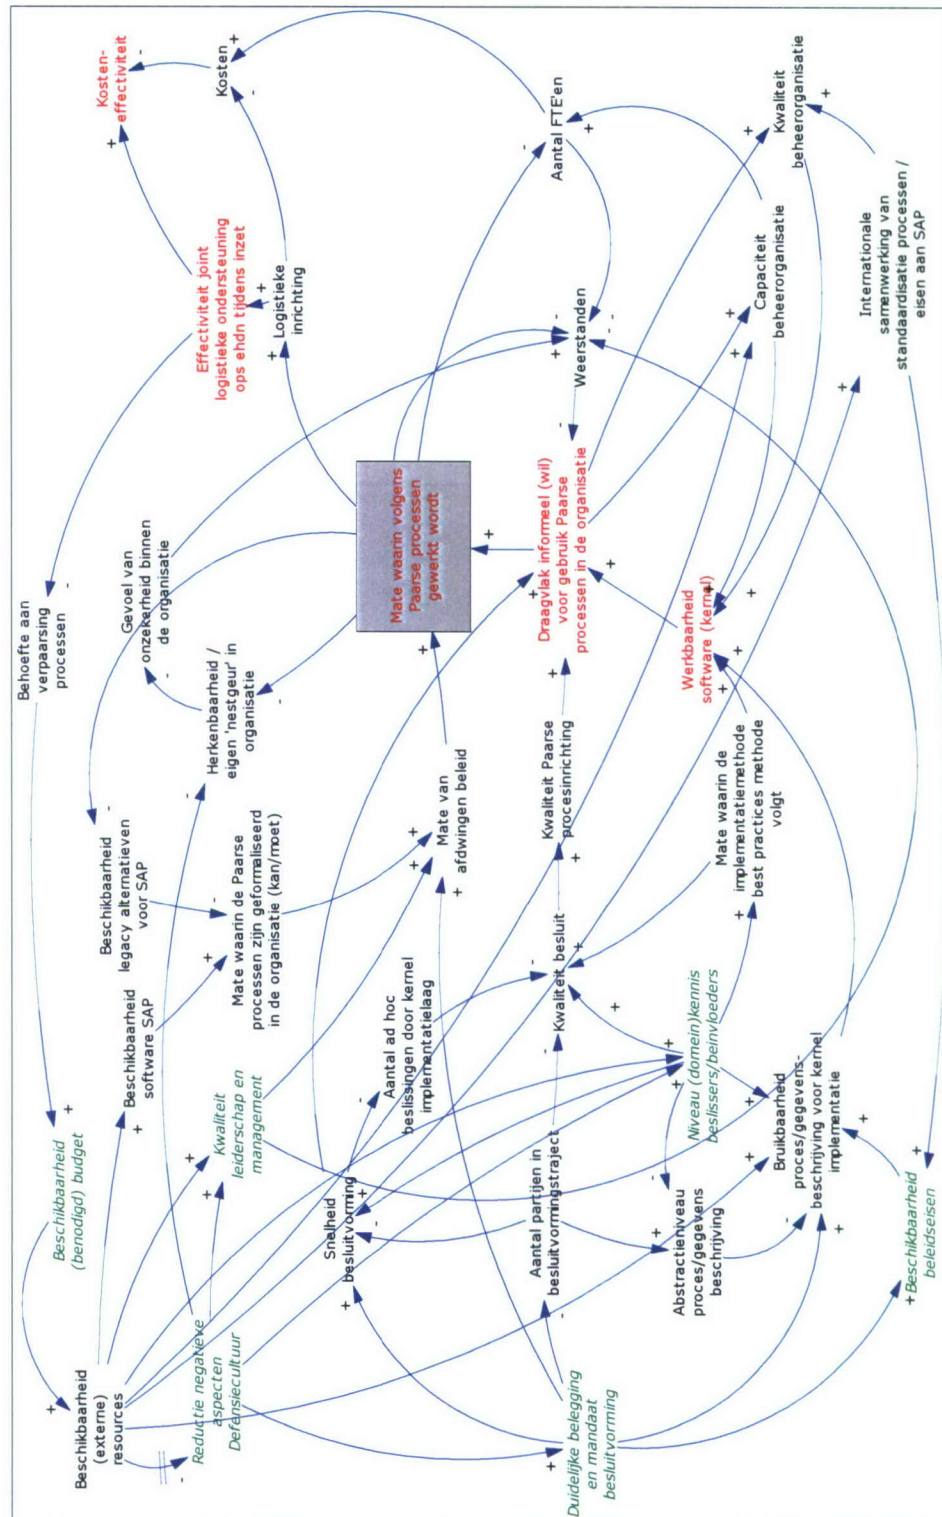 Beschikbaarheid
(externe)
resources
Beschikbaarheid
(benodigd) budget
Behoefte aan
verpaarsing
processen
Effectiviteit joint
logistieke ondersteuning
ops ehdn tijdens inzet
Kosten-
effectiviteit
Kosten
Logistieke
inrichting
Gevoel van
onzekerheid binnen
de organisatie
Herkenbaarheid /
eigen 'nestgeur' in
organisatie
Beschikbaarheid
legacy alternatieven
voor SAP
Beschikbaarheid
software SAP
Mate waarin de Paarse
processen zijn geformaliseerd
in de organisatie (kan/moet)
Reductie negatieve
aspecten
Defensiecultuur
Kwaliteit
leiderschap en
management
Mate van
afdwingen beleid
Mate waarin volgens
Paarse processen
gewerkt wordt
Aantal FTE'en
Weerstanden
Aantal ad hoc
beslissingen door kernel
implementatielaag
Snelheid
besluitvorming
Aantal partijen in
besluitvormingstraject
Kwaliteit besluit
Kwaliteit Paarse
procesinrichting
Draagvlak informeel (wil)
voor gebruik Paarse
processen in de organisatie
Duidelijke belegging
en mandaat
besluitvorming
Abstractieniveau
proces/gegevens
beschrijving
Niveau (domein)kennis
beslissers/beinvloeders
Mate waarin de
implementatiemethode
best practices methode
volgt
Werkbaarheid
software (kernel)
Capaciteit
beheerorganisatie
Kwaliteit
beheerorganisatie
Bruikbaarheid
proces/gegevens-
beschrijving voor kernel
implementatie
Beschikbaarheid
beleidseisen
Internationale
samenwerking van
standaardisatie processen /
eisen aan SAP